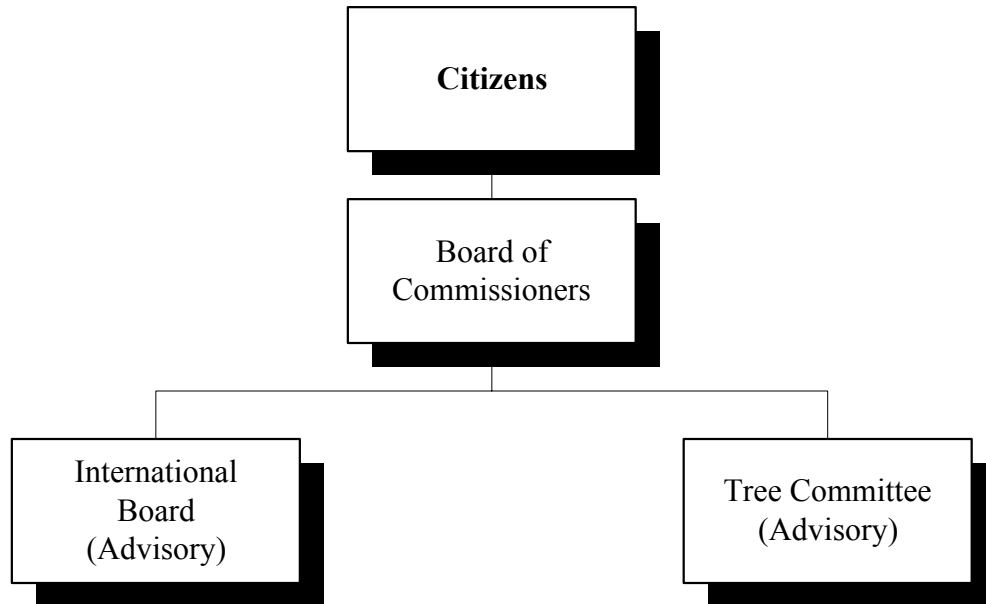 Citizens
Board of
Commissioners
International
Board
(Advisory)
Tree Committee
(Advisory)